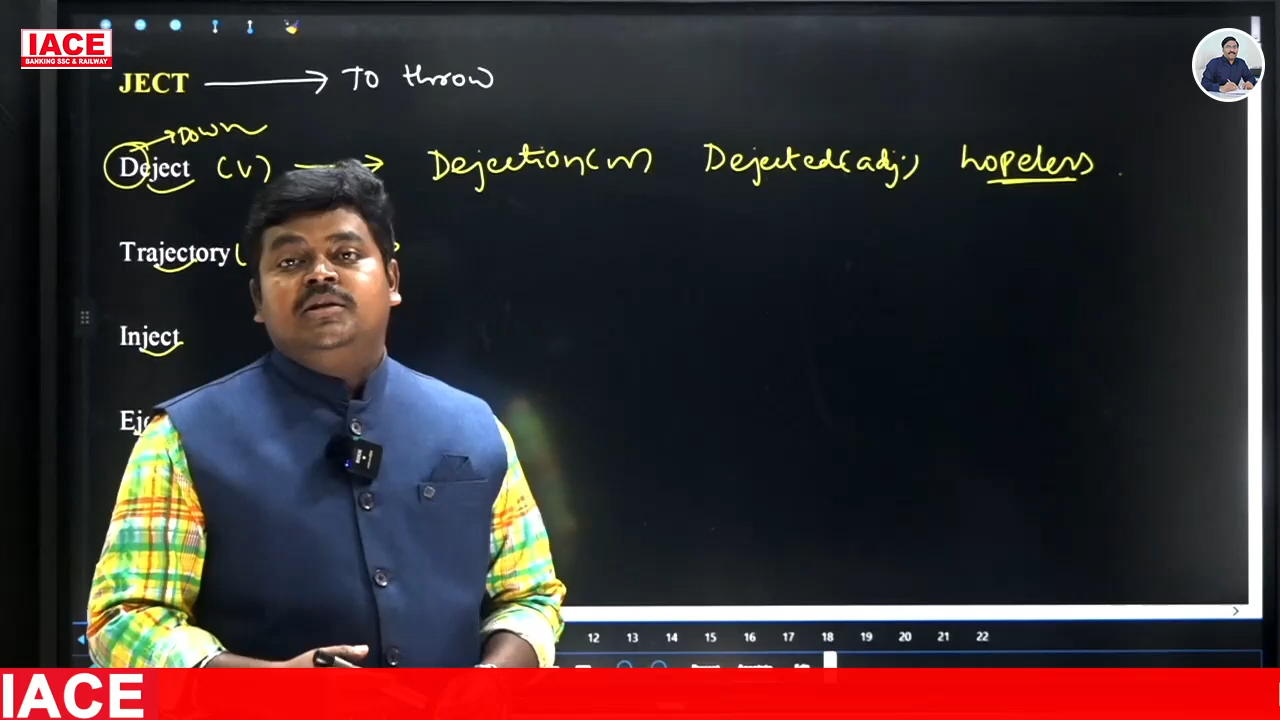 IACE
BANKING SSC & RAILWAY
JECT → TO throw
Down
Deject (v) → Dejection(n) Dejected(adj) hopeless
Trajectory (
Inject
Eje
12 13 14 15 16 17 18 19 20 21 22
IACE